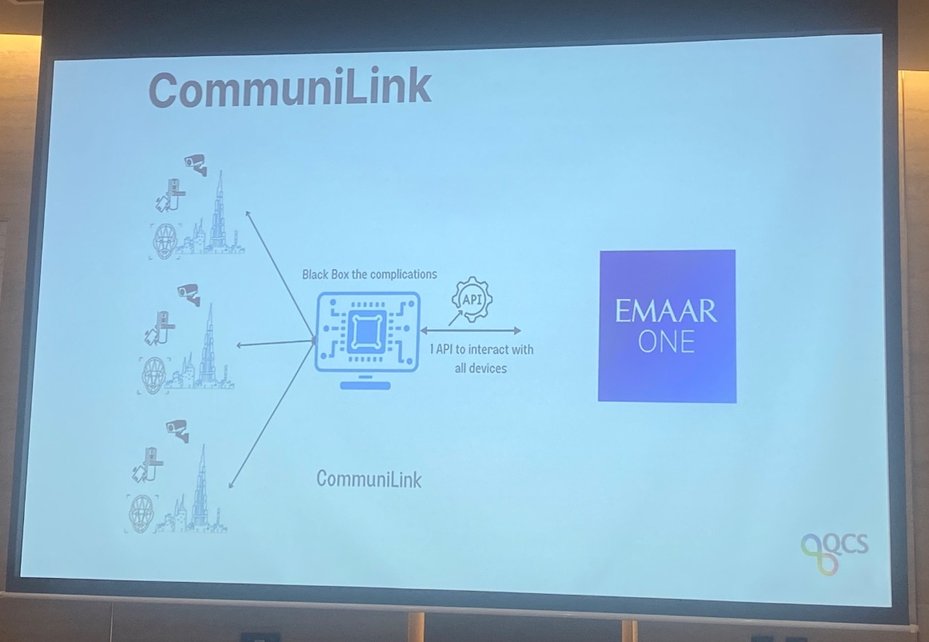 CommuniLink
Black Box the complications
API
1 API to interact with
all devices
EMAAR
ONE
CommuniLink
QCS